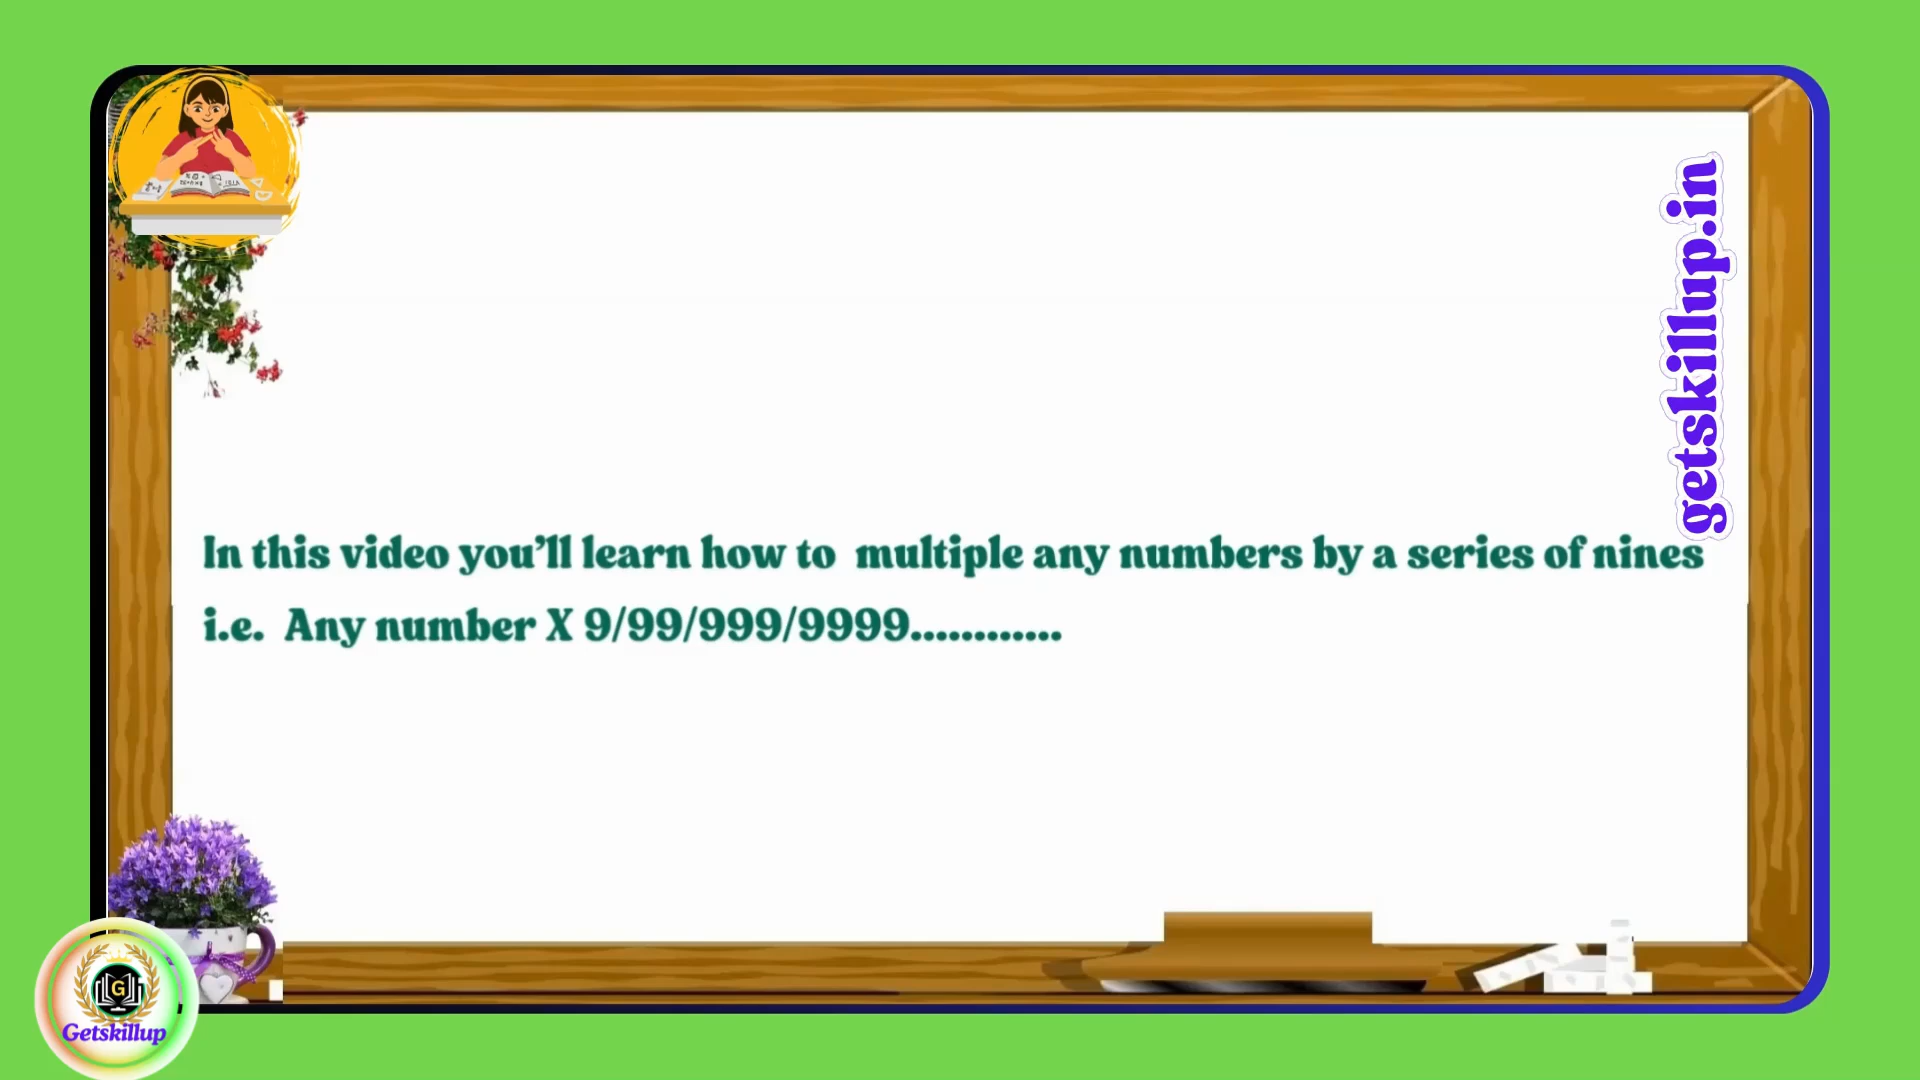 getskillup.in
In this video you'll learn how to multiple any numbers by a series of nines
i.e. Any number X 9/99/999/9999............
G
Getskillup